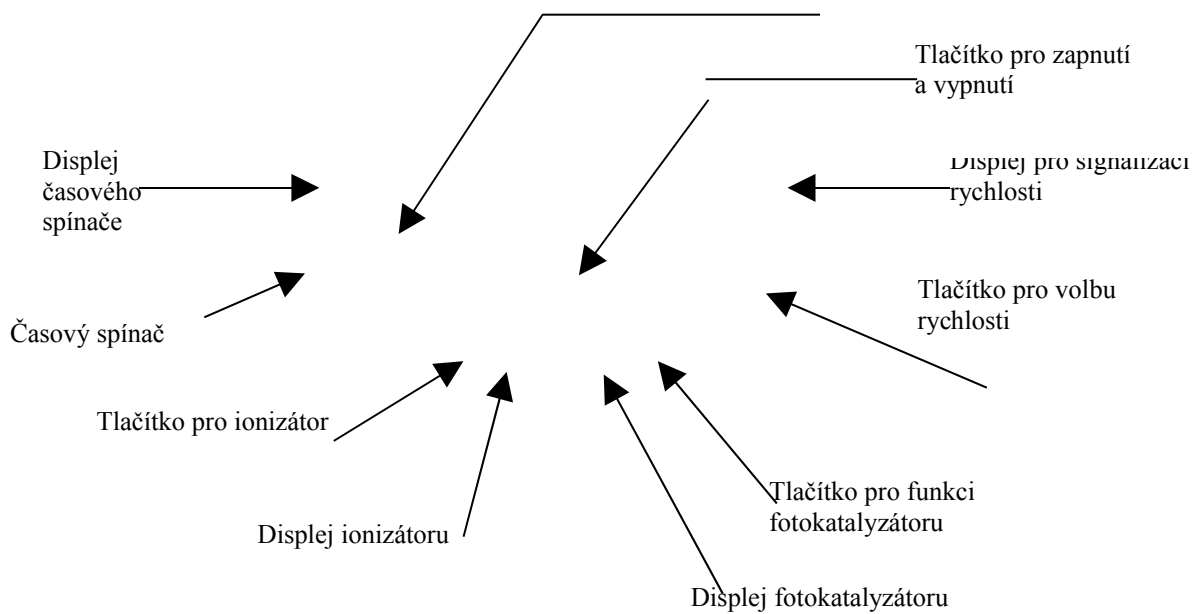 Tlačítko pro zapnutí
a vypnutí
Displej
časového
spínače
Displej pro signalizaci
rychlosti
Časový spínač
Tlačítko pro volbu
rychlosti
Tlačítko pro ionizátor
Displej ionizátoru
Tlačítko pro funkci
fotokatalyzátoru
Displej fotokatalyzátoru